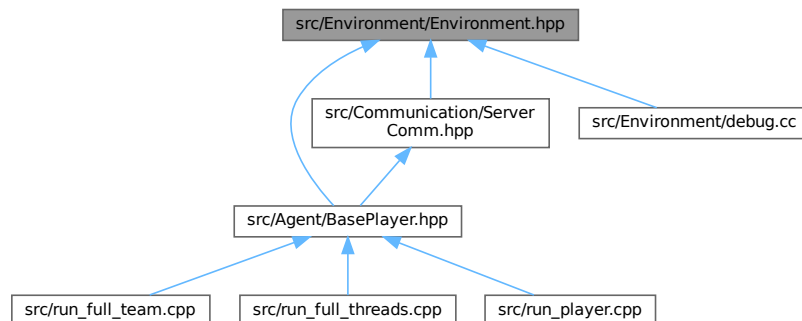 src/Environment/Environment.hpp
src/Communication/Server
Comm.hpp
src/Environment/debug.cc
src/Agent/BasePlayer.hpp
src/run_full_team.cpp
src/run_full_threads.cpp
src/run_player.cpp